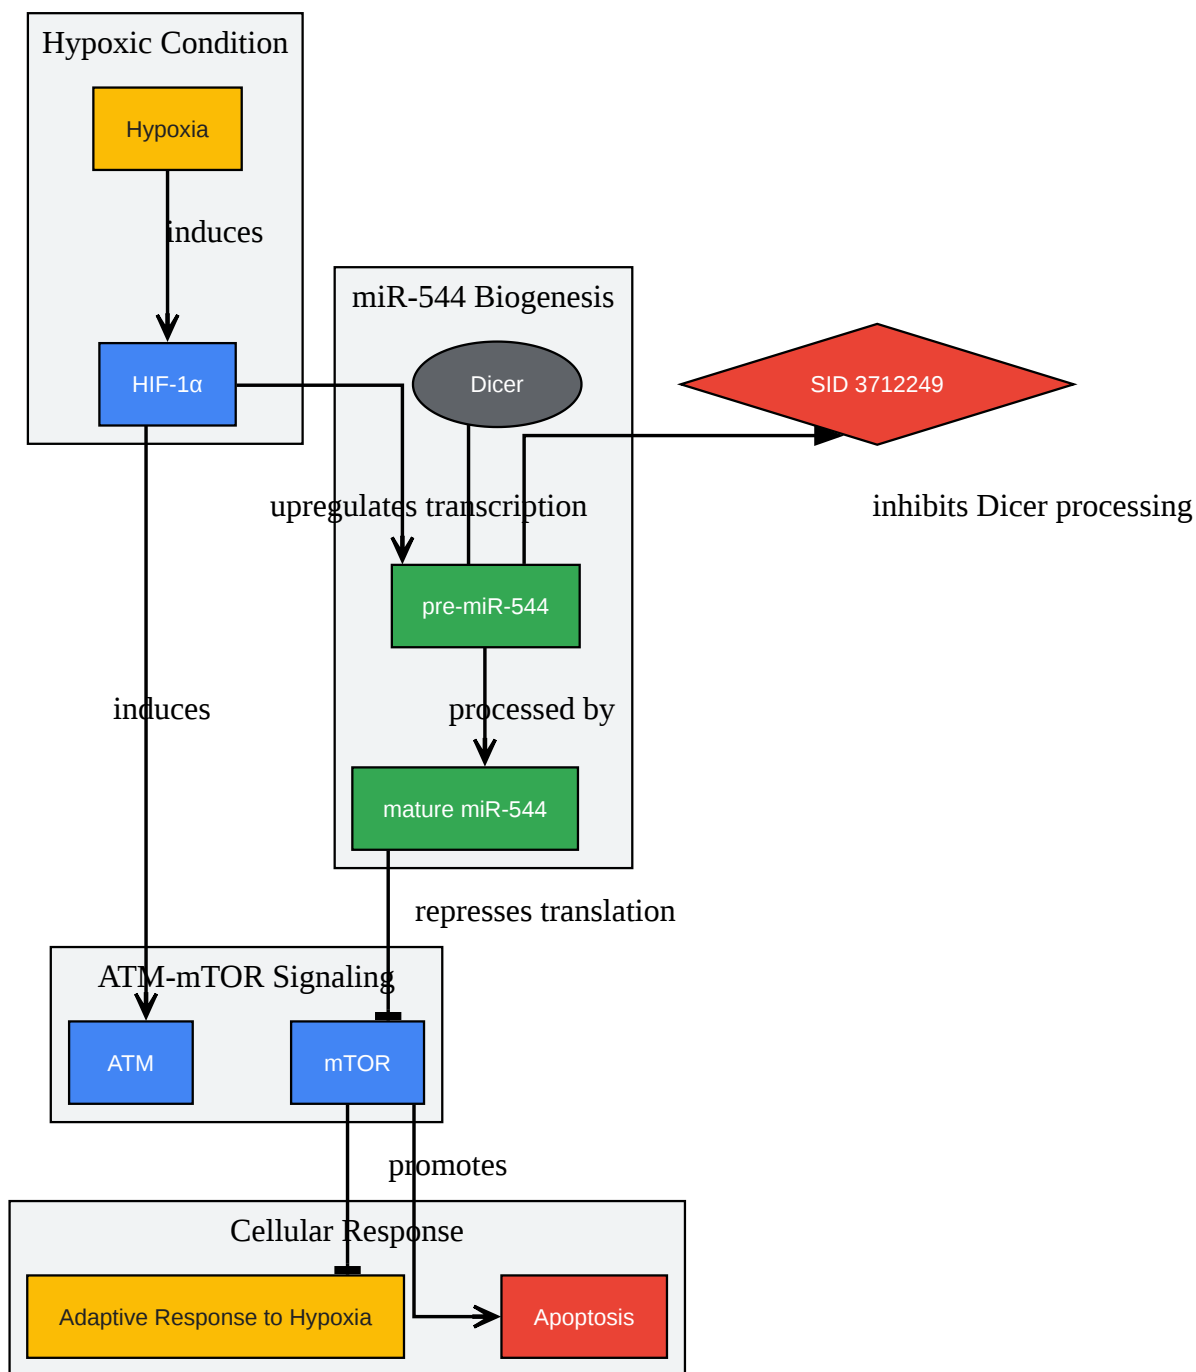 Hypoxic Condition
Hypoxia
induces
miR-544 Biogenesis
HIF-1α
Dicer
SID 3712249
upregulates transcription
inhibits Dicer processing
pre-miR-544
induces
processed by
mature miR-544
represses translation
ATM-mTOR Signaling
ATM
mTOR
promotes
Cellular Response
Adaptive Response to Hypoxia
Apoptosis